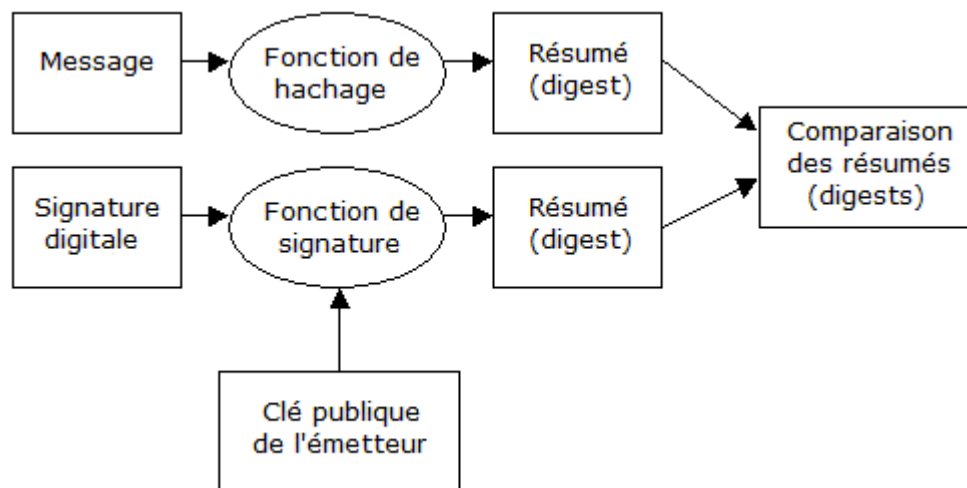 Message
Fonction de
hachage
Résumé
(digest)
Comparaison
des résumés
(digests)
Signature
digitale
Fonction de
signature
Résumé
(digest)
Clé publique
de l'émetteur